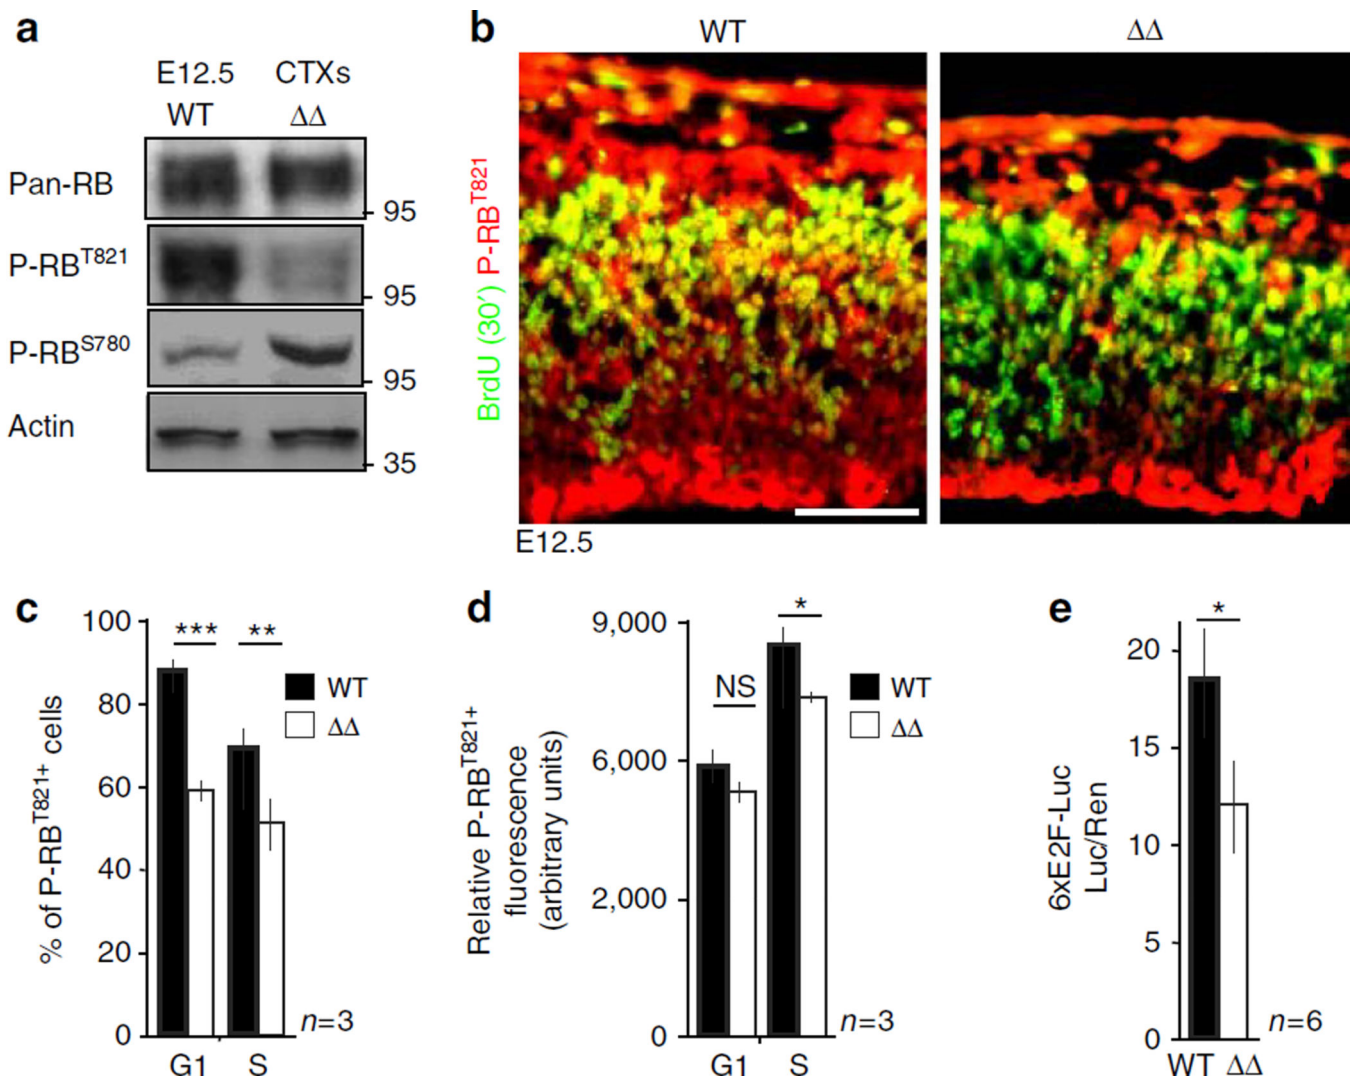 a
E12.5 CTXs
WT ΔΔ
Pan-RB
95
P-RB^T821
95
P-RB^S780
95
Actin
35
b
WT ΔΔ
BrdU (30′) P-RB^T821
E12.5
c
% of P-RB^T821+ cells
100
80
60
40
20
0
*** **
WT
ΔΔ
n=3
G1 S
d
Relative P-RB^T821+
fluorescence
(arbitrary units)
9,000
6,000
2,000
0
NS *
WT
ΔΔ
n=3
G1 S
e
6xE2F-Luc
Luc/Ren
20
15
10
5
0
*
n=6
WT ΔΔ